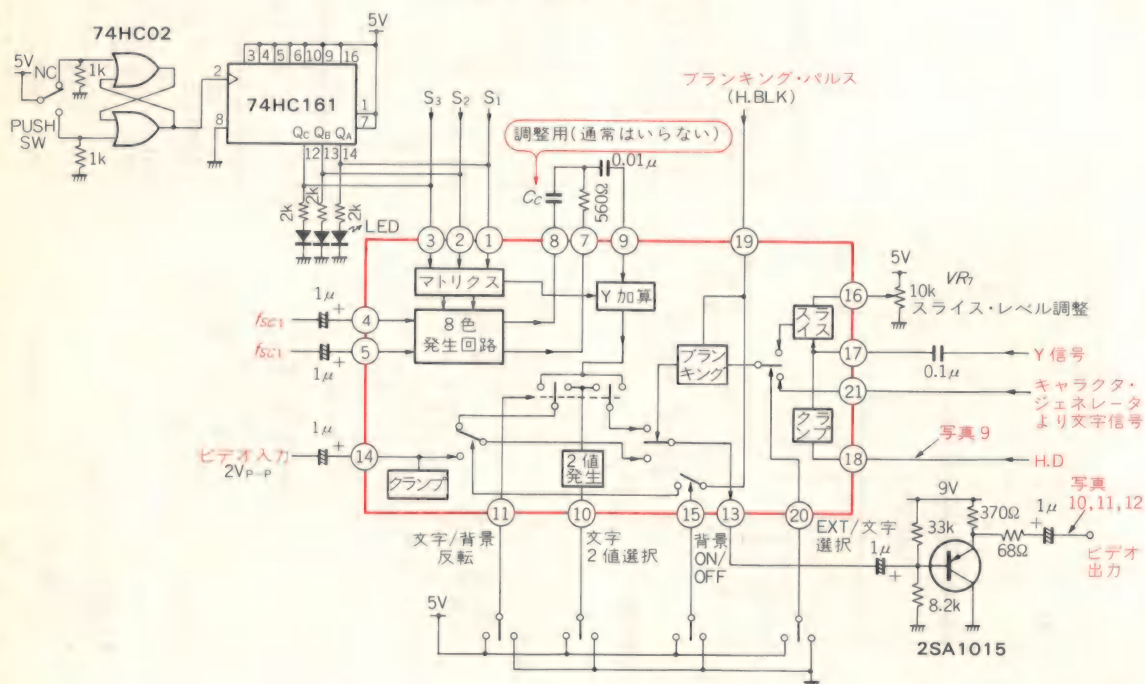 74HC02
5V
NC
1k
PUSH
SW
1k
5V
3 4 5 6 10 9 16
2
74HC161
1
7
8
QC QB QA
12 13 14
2k
2k
2k
LED
S3 S2 S1
調整用(通常はいらない)
CC
0.01μ
560Ω
ブランキング・パルス
(H.BLK)
3 2 1 8 7 9 19
マトリクス
Y加算
8色
発生回路
1μ
+
fSC1
4
fSC1
5
1μ
+
1μ
+
ビデオ入力
2VP-P
14
クランプ
2値
発生
ブラン
キング
スライス
クランプ
5V
VR7
16
10k
スライス・レベル調整
17
0.1μ
Y信号
21
キャラクタ・
ジェネレータ
より文字信号
18
写真9
H.D
11 10 15 13 20
文字/背景
反転
文字
2値選択
背景
ON/
OFF
EXT/文字
選択
5V
9V
33k
370Ω
1μ
+
写真
10,11,12
68Ω
ビデオ
出力
1μ
+
8.2k
2SA1015